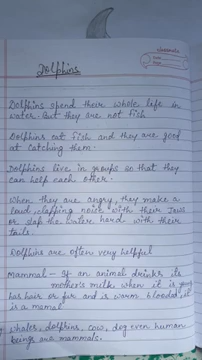 classmate
Date
Page
Dolphins
Dolphins spend their whole life in
water. But they are not fish
Dolphins eat fish and they are good
at catching them.
Dolphins live in groups so that they
can help each other.
When they are angry, they make a
loud clapping noise with their Jaws
or slap the water hard with their
tails.
Dolphins are often very helpful
Mammal - If an animal drinks its
mother's milk when it is young
has hair or fur and is warm blooded, it
is a mamal
whales, dolphins, cow, dog even human
beings are mammals.